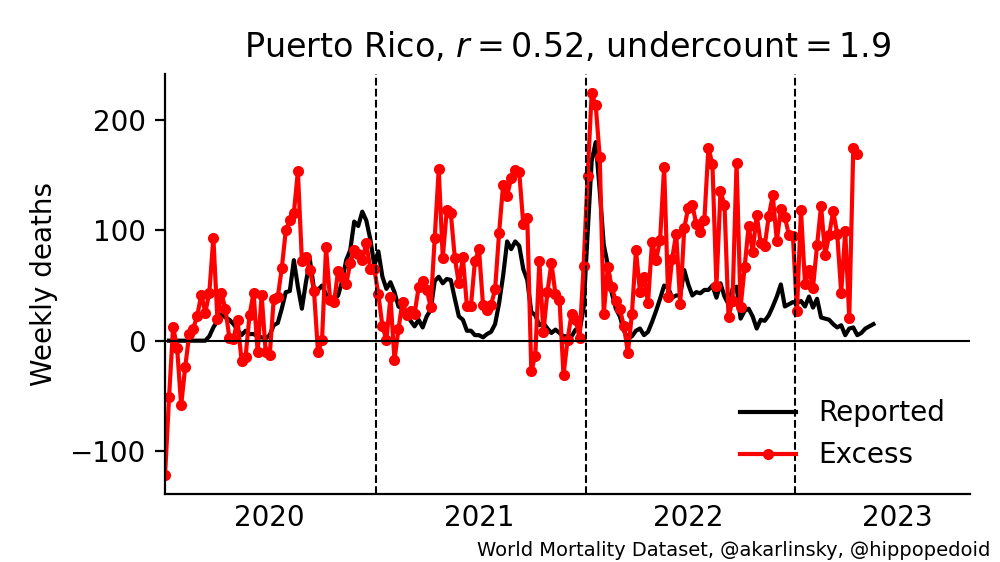 Puerto Rico, r = 0.52, undercount = 1.9
Weekly deaths
200
100
0
−100
Reported
Excess
2020 2021 2022 2023
World Mortality Dataset, @akarlinsky, @hippopedoid